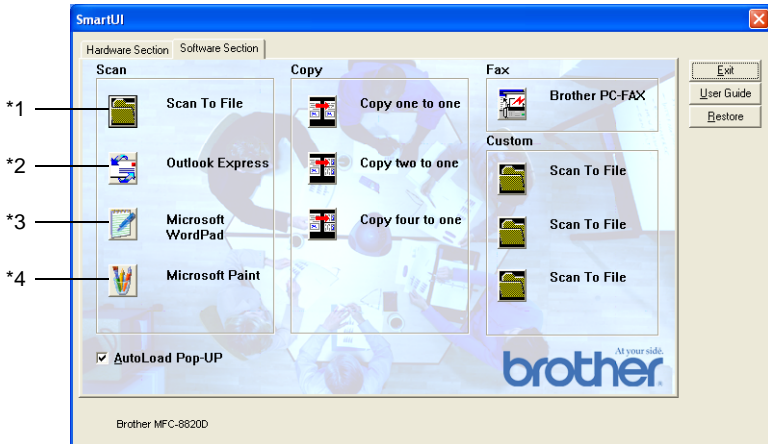 SmartUI
Hardware Section
Software Section
Scan
Copy
Fax
*1
Scan To File
Copy one to one
Brother PC-FAX
*2
Outlook Express
Copy two to one
Custom
Scan To File
*3
Microsoft
WordPad
Copy four to one
Scan To File
*4
Microsoft Paint
Scan To File
AutoLoad Pop-UP
At your side.
brother.
Exit
User Guide
Restore
Brother MFC-8820D